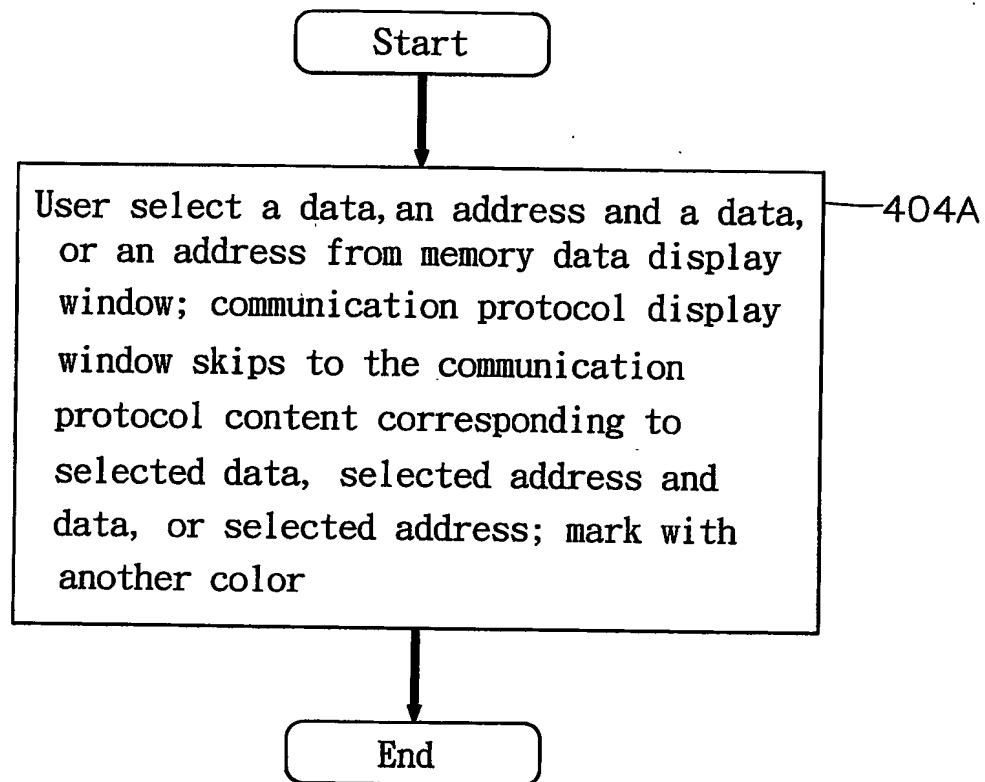 Start
User select a data, an address and a data,
or an address from memory data display
window; communication protocol display
window skips to the communication
protocol content corresponding to
selected data, selected address and
data, or selected address; mark with
another color
404A
End